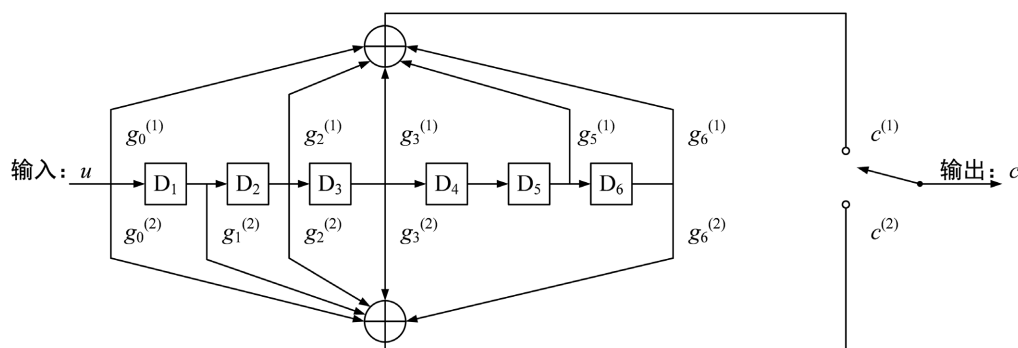 g₀⁽¹⁾ g₂⁽¹⁾ g₃⁽¹⁾ g₅⁽¹⁾ g₆⁽¹⁾ c⁽¹⁾
输入：u D₁ D₂ D₃ D₄ D₅ D₆ 输出：c
g₀⁽²⁾ g₁⁽²⁾ g₂⁽²⁾ g₃⁽²⁾ g₆⁽²⁾ c⁽²⁾